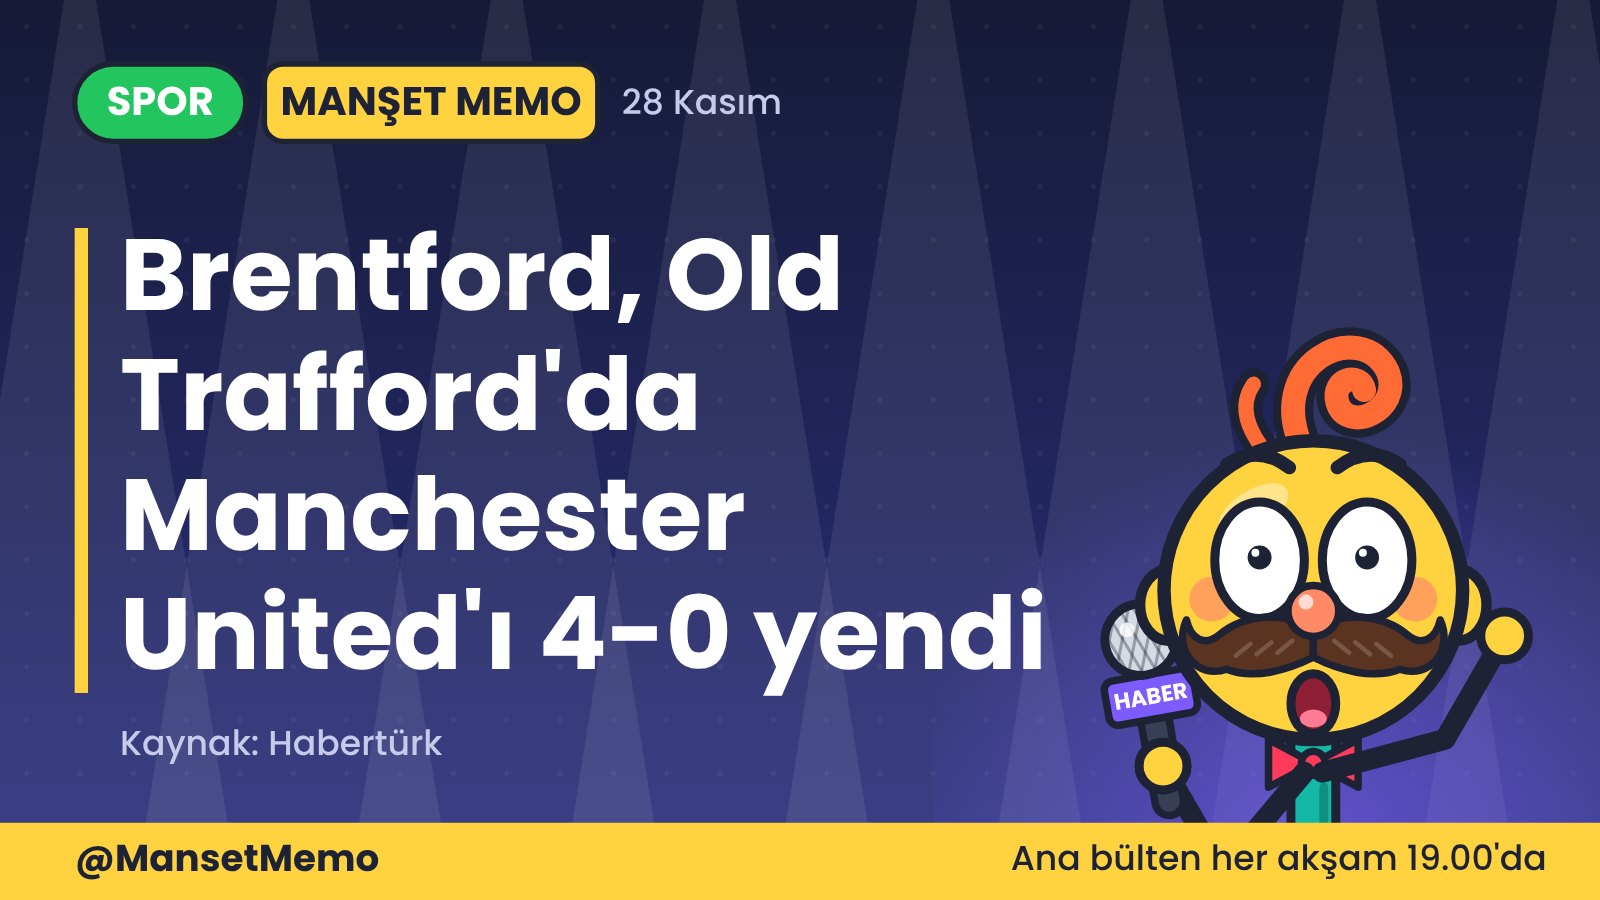 SPOR
MANŞET MEMO
28 Kasım
Brentford, Old
Trafford'da
Manchester
United'ı 4-0 yendi
Kaynak: Habertürk
HABER
@MansetMemo
Ana bülten her akşam 19.00'da